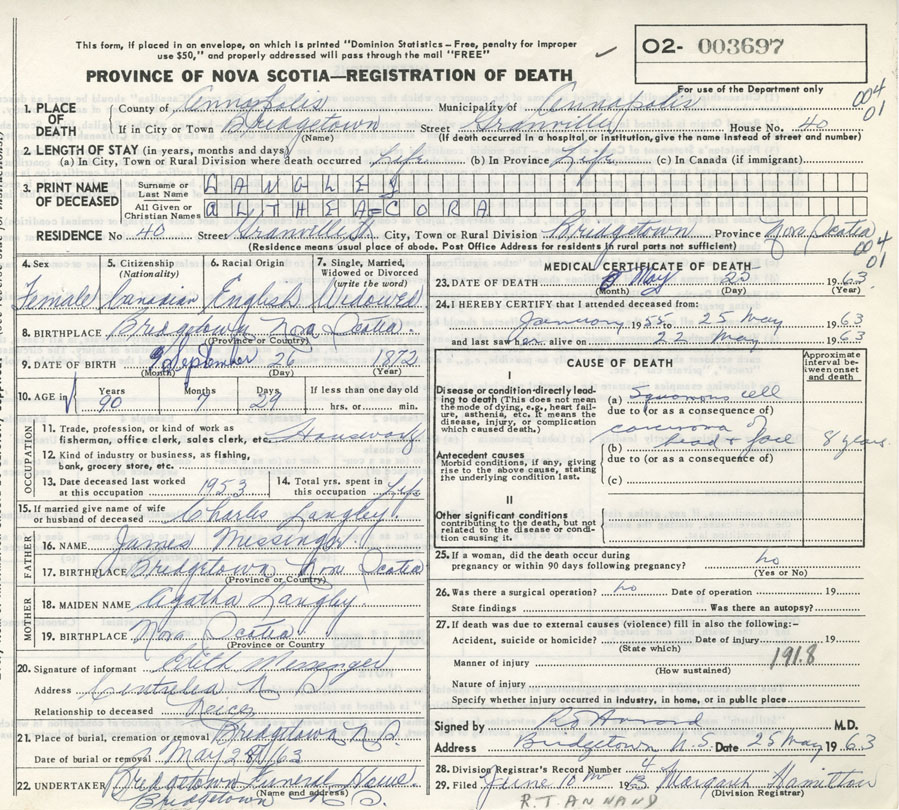 This form, if placed in an envelope, on which is printed "Dominion Statistics – Free, penalty for improper
use $50," and properly addressed will pass through the mail "FREE"
O2- 003697
PROVINCE OF NOVA SCOTIA—REGISTRATION OF DEATH
For use of the Department only
004
01
1. PLACE OF DEATH County of Annapolis Municipality of Annapolis
If in City or Town Bridgetown Street Granville House No. 40
(Name) (If death occurred in hospital, or institution, give the name instead of street and number)
2. LENGTH OF STAY (in years, months and days)
(a) In City, Town or Rural Division where death occurred Life (b) In Province Life (c) In Canada (if immigrant)
3. PRINT NAME OF DECEASED Surname or Last Name LANGLEY
All Given or Christian Names ALTHEA=CORA
RESIDENCE No 40 Street Granville St. City, Town or Rural Division Bridgetown Province Nova Scotia
(Residence means usual place of abode. Post Office Address for residents in rural parts not sufficient)
004
01
4. Sex 5. Citizenship (Nationality) 6. Racial Origin 7. Single, Married, Widowed or Divorced (write the word)
Female Canadian English Widowed
8. BIRTHPLACE Bridgetown Nova Scotia
(Province or Country)
9. DATE OF BIRTH September 26 1872
(Month) (Day) (Year)
10. AGE in Years Months Days If less than one day old
90 7 29 hrs. or min.
OCCUPATION
11. Trade, profession, or kind of work as
fisherman, office clerk, sales clerk, etc.
12. Kind of industry or business, as fishing,
bank, grocery store, etc.
13. Date deceased last worked
at this occupation 1953
14. Total yrs. spent in
this occupation Life
15. If married give name of wife
or husband of deceased Charles Langley
FATHER
16. NAME James Messinger
17. BIRTHPLACE Bridgetown Nova Scotia
(Province or Country)
MOTHER
18. MAIDEN NAME Agatha Langley
19. BIRTHPLACE Nova Scotia
(Province or Country
20. Signature of informant Messenger
Address Centrelea N S
Relationship to deceased Neice
21. Place of burial, cremation or removal Bridgetown N.S.
Date of burial or removal May 28/63
22. UNDERTAKER Bridgetown Funeral Home
(Name and address)
Bridgetown N.S.
MEDICAL CERTIFICATE OF DEATH
23. DATE OF DEATH May 25 1963
(Month) (Day) (Year)
24. I HEREBY CERTIFY that I attended deceased from:
January 1955 to 25 May 1963
and last saw her alive on 22 May 1963
CAUSE OF DEATH
Approximate interval between onset and death
I
Disease or condition directly leading to death (This does not mean the mode of dying, e.g., heart failure, asthenia, etc. It means the disease, injury, or complication which caused death.)
(a) Squamous cell
due to (or as a consequence of)
carcinoma of
(b) head & face 8 years
due to (or as a consequence of)
(c)
Antecedent causes
Morbid conditions, if any, giving rise to the above cause, stating the underlying condition last.
II
Other significant conditions
contributing to the death, but not related to the disease or condition causing it.
25. If a woman, did the death occur during
pregnancy or within 90 days following pregnancy? no
(Yes or No)
26. Was there a surgical operation? no Date of operation 19
State findings Was there an autopsy?
27. If death was due to external causes (violence) fill in also the following:–
Accident, suicide or homicide? Date of injury 19
(State which)
Manner of injury 191.8
(How sustained)
Nature of injury
Specify whether injury occurred in industry, in home, or in public place
Signed by M.D.
Address Bridgetown N.S. Date 25 May 1963
28. Division Registrar's Record Number 4
29. Filed June 10th 1963 Margaret Hamilton
(Division Registrar)
R.T ANNAND